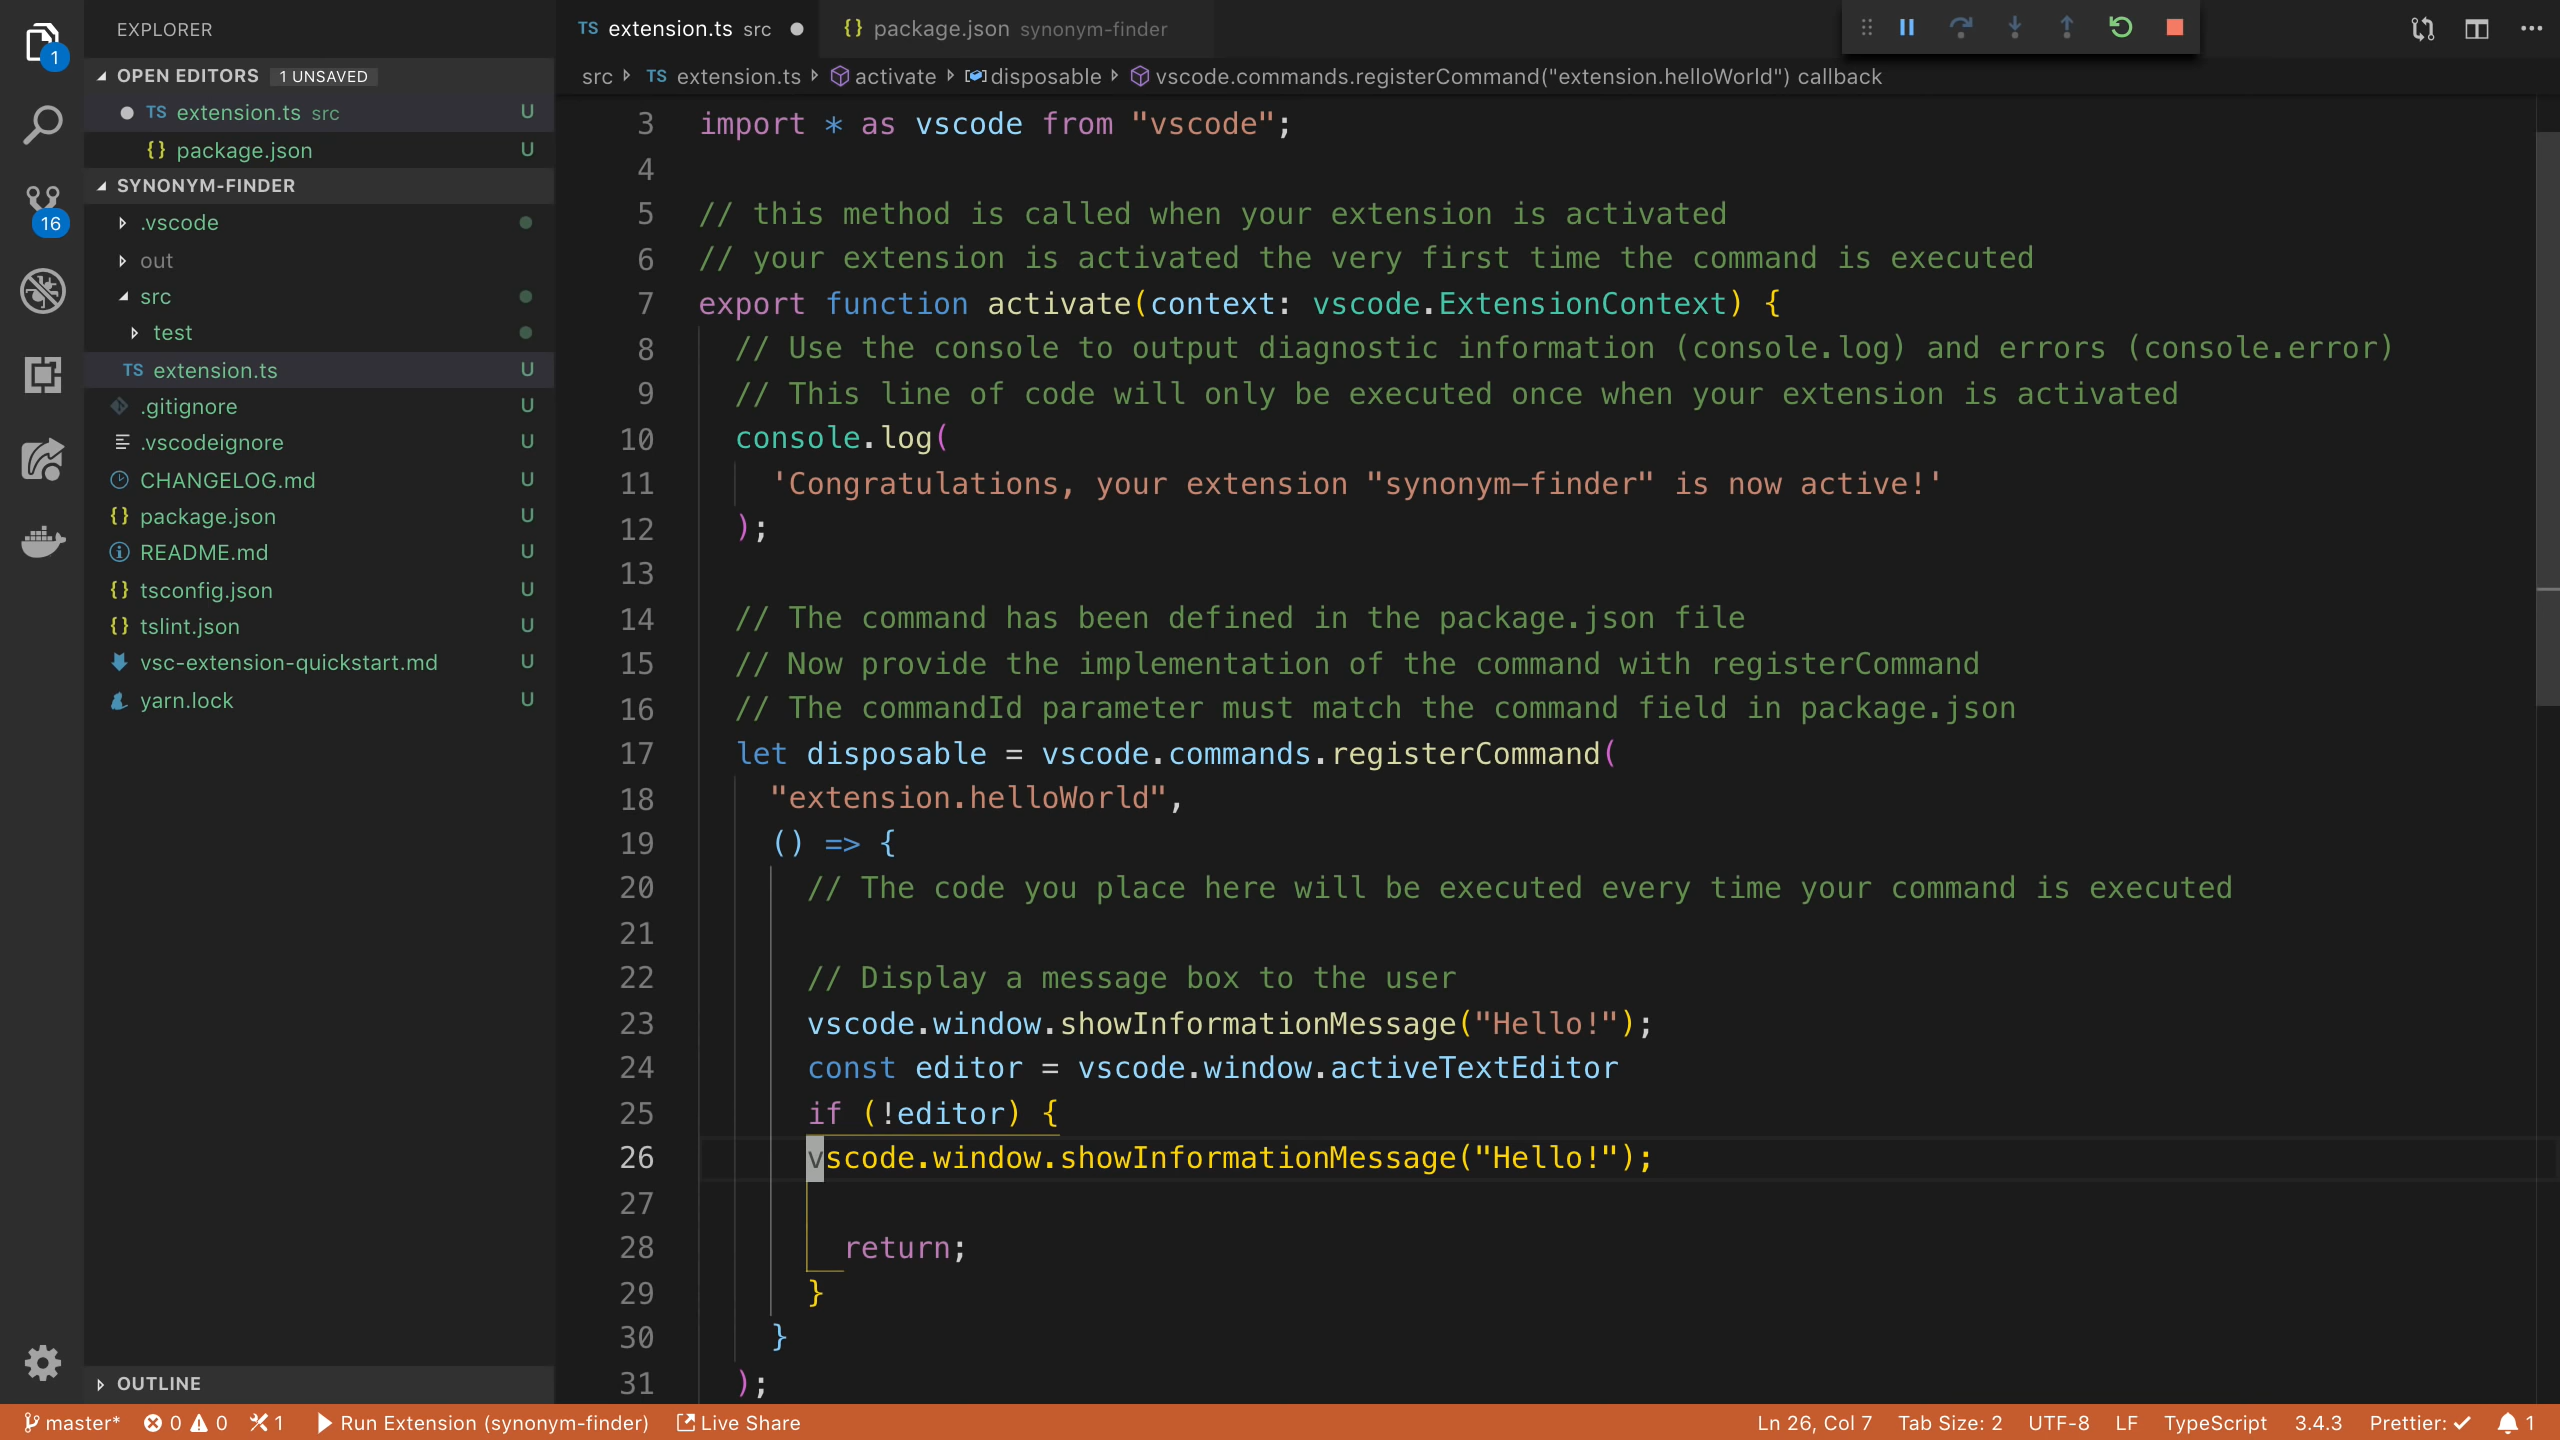 EXPLORER
1
OPEN EDITORS 1 UNSAVED
TS extension.ts src U
{} package.json U
SYNONYM-FINDER
16
.vscode
out
src
test
TS extension.ts U
.gitignore U
.vscodeignore U
CHANGELOG.md U
{} package.json U
README.md U
{} tsconfig.json U
{} tslint.json U
vsc-extension-quickstart.md U
yarn.lock U
OUTLINE
TS extension.ts src
{} package.json synonym-finder
src TS extension.ts activate disposable vscode.commands.registerCommand("extension.helloWorld") callback
3 import * as vscode from "vscode";
4
5 // this method is called when your extension is activated
6 // your extension is activated the very first time the command is executed
7 export function activate(context: vscode.ExtensionContext) {
8 // Use the console to output diagnostic information (console.log) and errors (console.error)
9 // This line of code will only be executed once when your extension is activated
10 console.log(
11 'Congratulations, your extension "synonym-finder" is now active!'
12 );
13
14 // The command has been defined in the package.json file
15 // Now provide the implementation of the command with registerCommand
16 // The commandId parameter must match the command field in package.json
17 let disposable = vscode.commands.registerCommand(
18 "extension.helloWorld",
19 () => {
20 // The code you place here will be executed every time your command is executed
21
22 // Display a message box to the user
23 vscode.window.showInformationMessage("Hello!");
24 const editor = vscode.window.activeTextEditor
25 if (!editor) {
26 vscode.window.showInformationMessage("Hello!");
27
28 return;
29 }
30 }
31 );
master* 0 0 1 Run Extension (synonym-finder) Live Share Ln 26, Col 7 Tab Size: 2 UTF-8 LF TypeScript 3.4.3 Prettier: ✓ 1